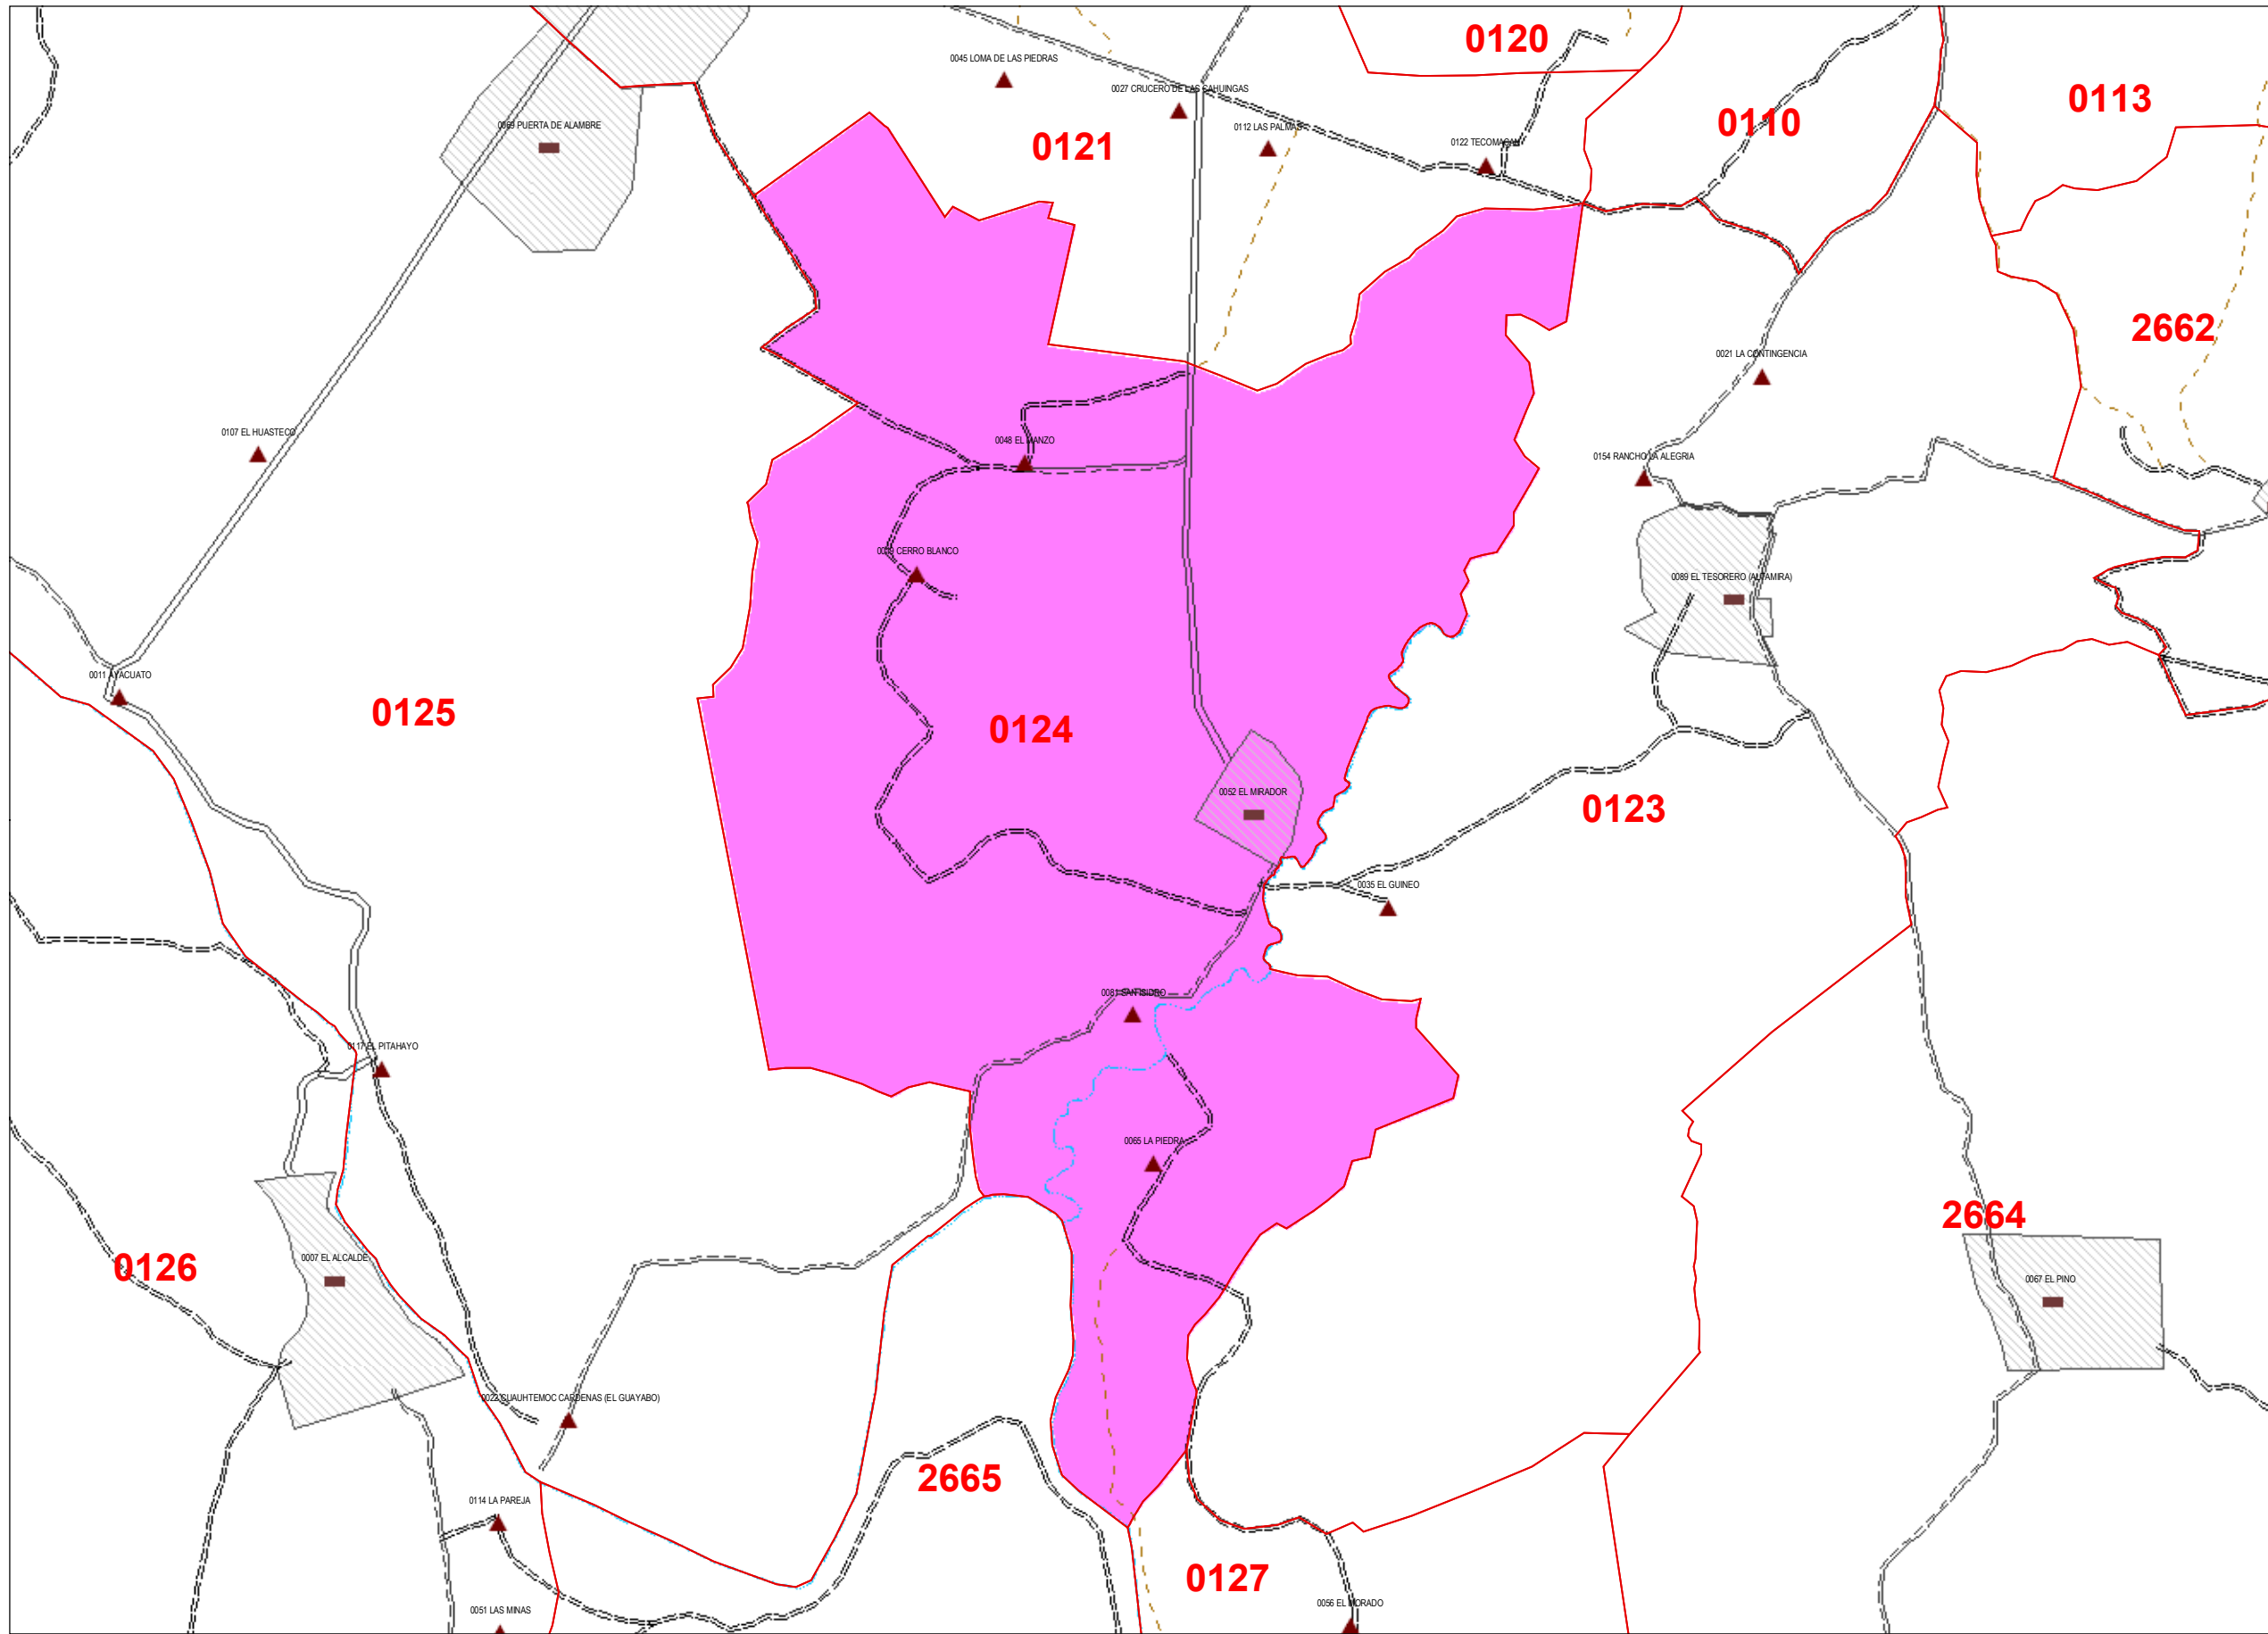 0120
0045 LOMA DE LAS PIEDRAS
0027 CRUCERO DE LAS CAHUINGAS
0113
0110
0069 PUERTA DE ALAMBRE
0112 LAS PALMAS
0121
0122 TECOMACAN
2662
0021 LA CONTINGENCIA
0107 EL HUASTECO
0048 EL MANZO
0154 RANCHO LA ALEGRIA
CERRO BLANCO
0089 EL TESORERO (ALTAMIRA)
0011 AYACUATO
0125
0124
0052 EL MIRADOR
0123
0035 EL GUINEO
0081 SAN ISIDRO
0117 EL PITAHAYO
0065 LA PIEDRA
2664
0007 EL ALCALDE
0126
0067 EL PINO
0022 CUAUHTEMOC CARDENAS (EL GUAYABO)
2665
0114 LA PAREJA
0127
0051 LAS MINAS
0056 EL MORADO